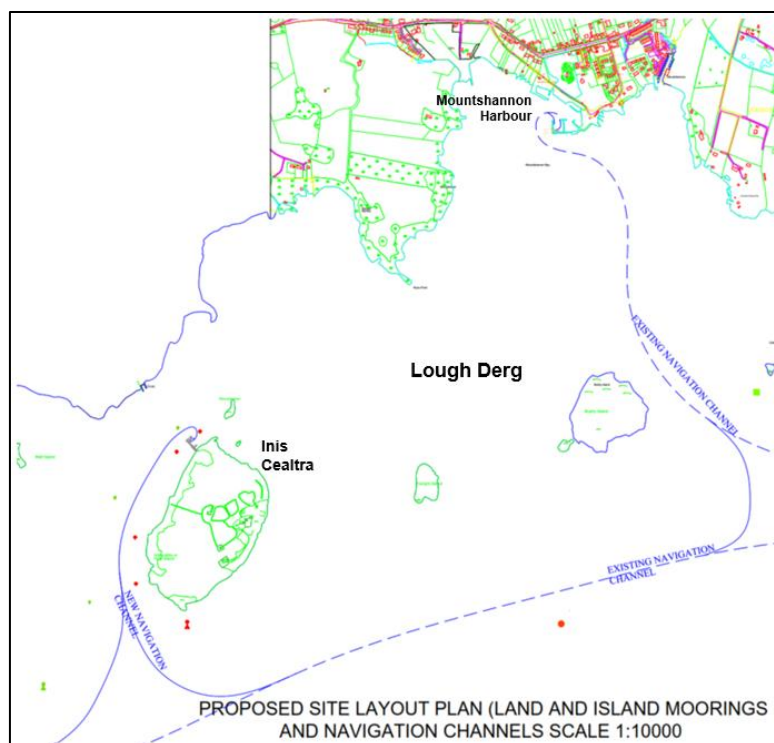 Mountshannon
Harbour
EXISTING NAVIGATION
CHANNEL
Lough Derg
Inis
Cealtra
EXISTING NAVIGATION
CHANNEL
NEW NAVIGATION
CHANNEL
PROPOSED SITE LAYOUT PLAN (LAND AND ISLAND MOORINGS
AND NAVIGATION CHANNELS SCALE 1:10000